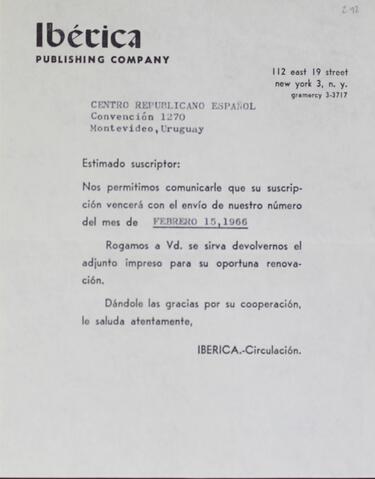 292
Ibérica
PUBLISHING COMPANY
112 east 19 street
new york 3, n. y.
gramercy 3-3717
CENTRO REPUBLICANO ESPAÑOL
Convención 1270
Montevideo,Uruguay
Estimado suscriptor:
Nos permitimos comunicarle que su suscrip-
ción vencerá con el envío de nuestro número
del mes de FEBRERO 15,1966
Rogamos a Vd. se sirva devolvernos el
adjunto impreso para su oportuna renova-
ción.
Dándole las gracias por su cooperación,
le saluda atentamente,
IBERICA.-Circulación.